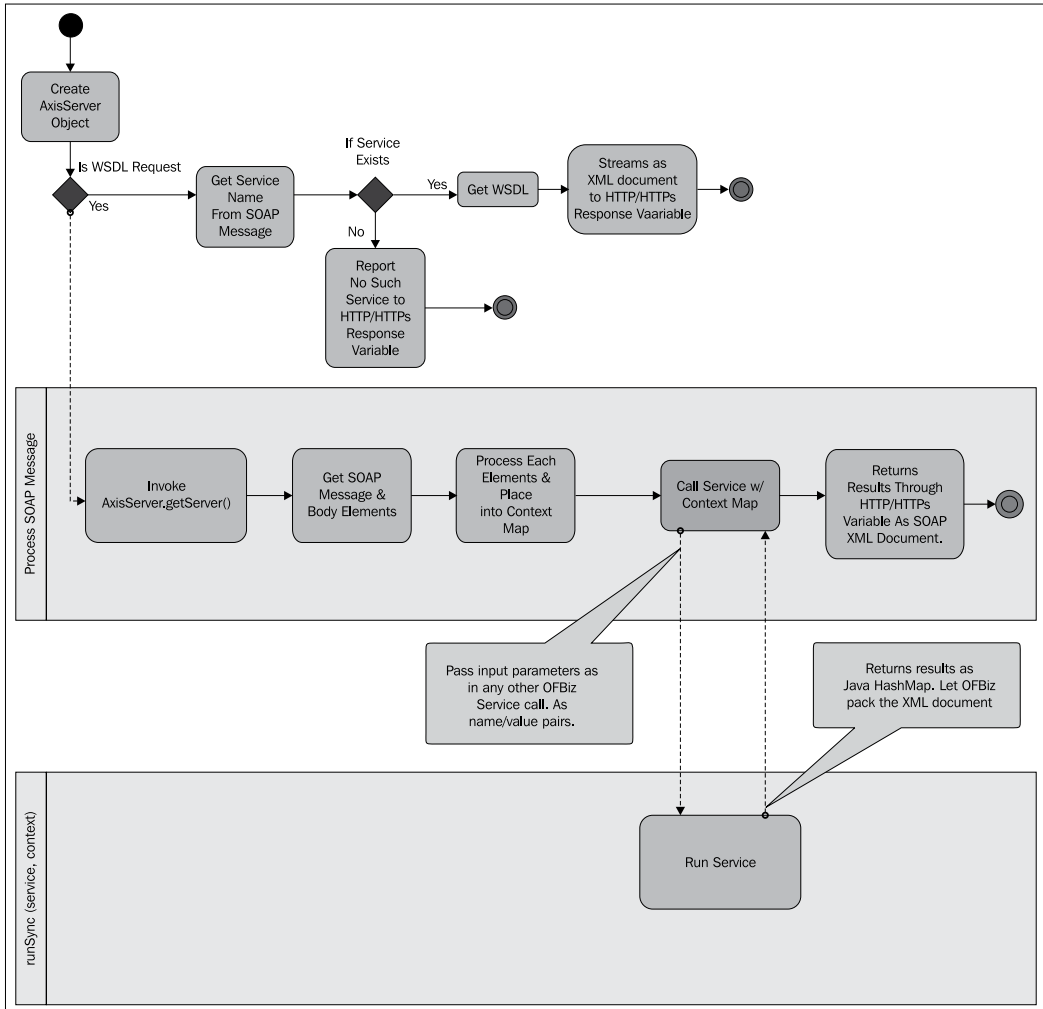 Create
AxisServer
Object
Is WSDL Request
Yes
Get Service
Name
From SOAP
Message
If Service
Exists
Yes
No
Get WSDL
Streams as
XML document
to HTTP/HTTPs
Response Vaariable
Report
No Such
Service to
HTTP/HTTPs
Response
Variable
Process SOAP Message
Invoke
AxisServer.getServer()
Get SOAP
Message &
Body Elements
Process Each
Elements &
Place
into Context
Map
Call Service w/
Context Map
Returns
Results Through
HTTP/HTTPs
Variable As SOAP
XML Document.
Pass input parameters as
in any other OFBiz
Service call. As
name/value pairs.
Returns results as
Java HashMap. Let OFBiz
pack the XML document
runSync (service, context)
Run Service